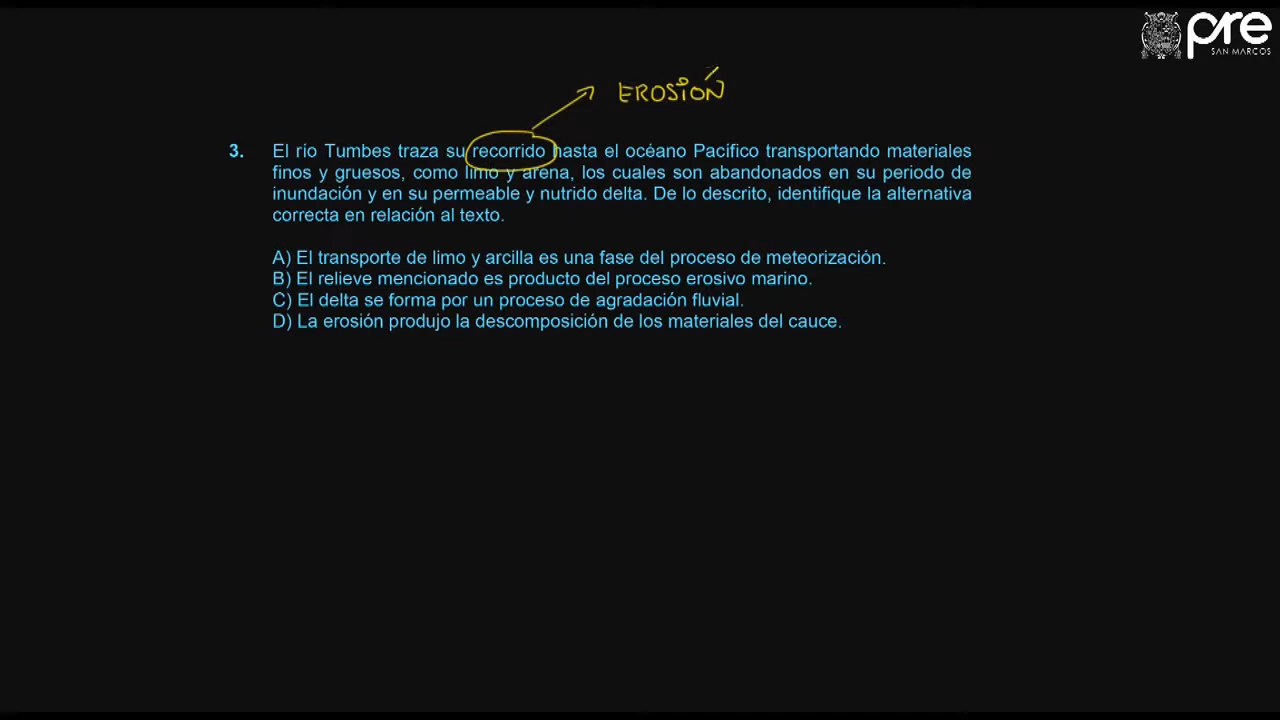 pre
SAN MARCOS
EROSIÓN
3. El río Tumbes traza su recorrido hasta el océano Pacífico transportando materiales
finos y gruesos, como limo y arena, los cuales son abandonados en su periodo de
inundación y en su permeable y nutrido delta. De lo descrito, identifique la alternativa
correcta en relación al texto.
A) El transporte de limo y arcilla es una fase del proceso de meteorización.
B) El relieve mencionado es producto del proceso erosivo marino.
C) El delta se forma por un proceso de agradación fluvial.
D) La erosión produjo la descomposición de los materiales del cauce.